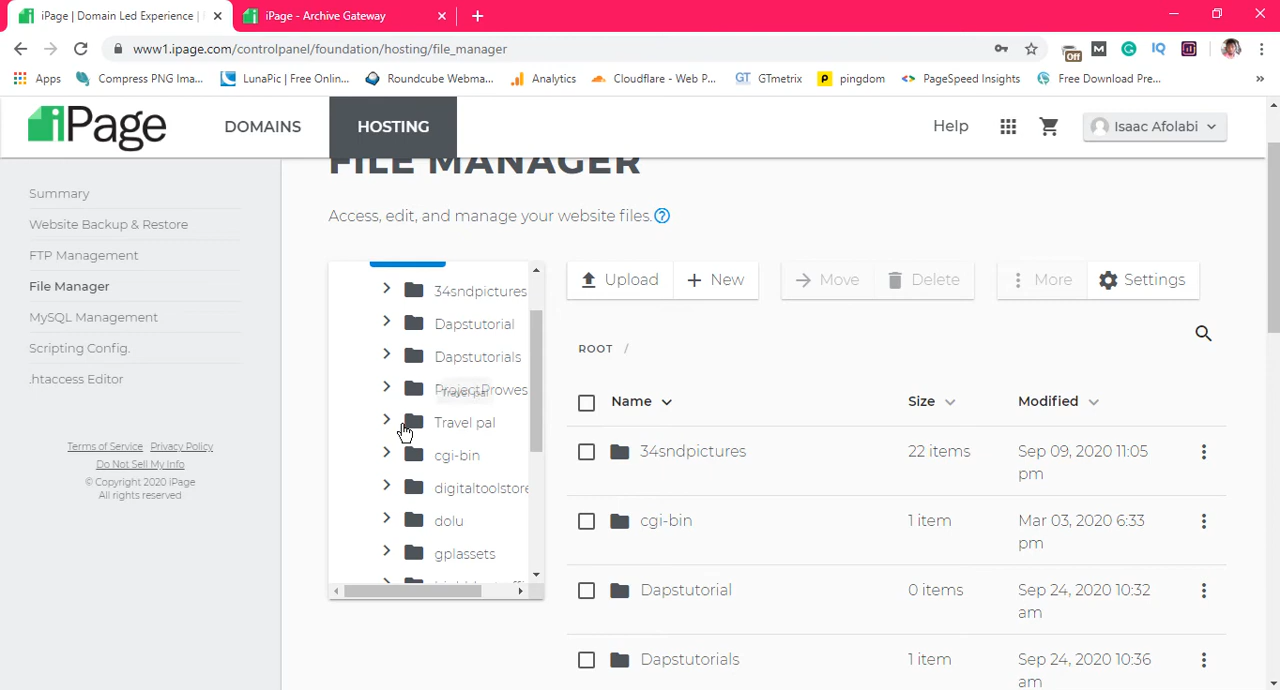 iPage | Domain Led Experience |
iPage - Archive Gateway
www1.ipage.com/controlpanel/foundation/hosting/file_manager
Off
M
IQ
Apps
Compress PNG Ima...
LunaPic | Free Onlin...
Roundcube Webma...
Analytics
Cloudflare - Web P...
GT
GTmetrix
p
pingdom
PageSpeed Insights
Free Download Pre...
»
iPage
DOMAINS
HOSTING
Help
Isaac Afolabi
Summary
Website Backup & Restore
FTP Management
File Manager
MySQL Management
Scripting Config.
.htaccess Editor
Terms of Service Privacy Policy
Do Not Sell My Info
© Copyright 2020 iPage
All rights reserved
FILE MANAGER
Access, edit, and manage your website files.
34sndpictures
Dapstutorial
Dapstutorials
ProjectProwes
Travel pal
Travel pal
cgi-bin
digitaltoolstore
dolu
gplassets
Upload
+ New
Move
Delete
More
Settings
ROOT /
Name
Size
Modified
34sndpictures
22 items
Sep 09, 2020 11:05
pm
cgi-bin
1 item
Mar 03, 2020 6:33
pm
Dapstutorial
0 items
Sep 24, 2020 10:32
am
Dapstutorials
1 item
Sep 24, 2020 10:36
am